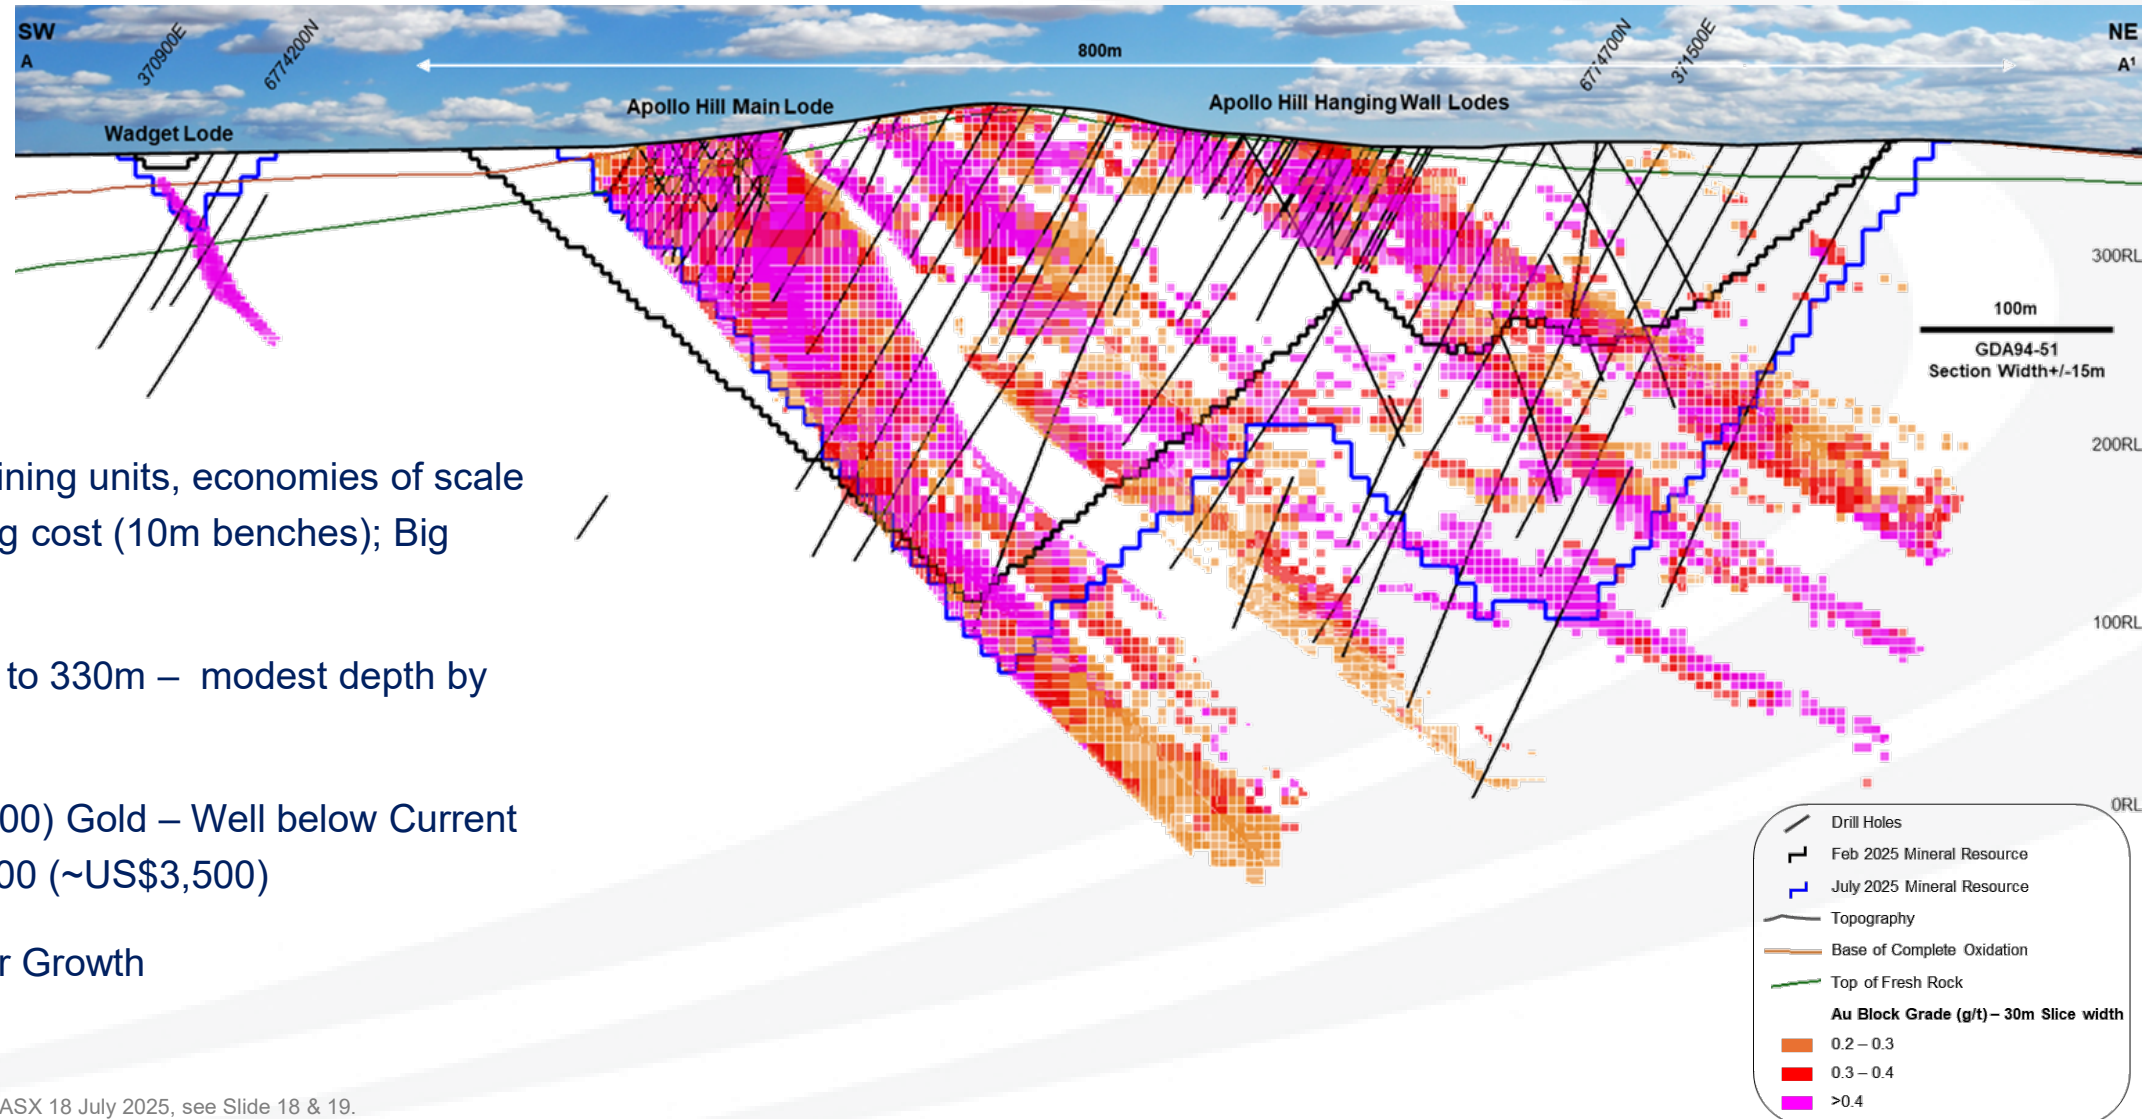 SW
A
370900E
6774200N
800m
6774700N
371500E
NE
A¹
Wadget Lode
Apollo Hill Main Lode
Apollo Hill Hanging Wall Lodes
300RL
100m
GDA94-51
Section Width+/-15m
200RL
100RL
0RL
ining units, economies of scale
g cost (10m benches); Big
to 330m – modest depth by
00) Gold – Well below Current
00 (~US$3,500)
r Growth
Drill Holes
Feb 2025 Mineral Resource
July 2025 Mineral Resource
Topography
Base of Complete Oxidation
Top of Fresh Rock
Au Block Grade (g/t) – 30m Slice width
0.2 – 0.3
0.3 – 0.4
>0.4
ASX 18 July 2025, see Slide 18 & 19.